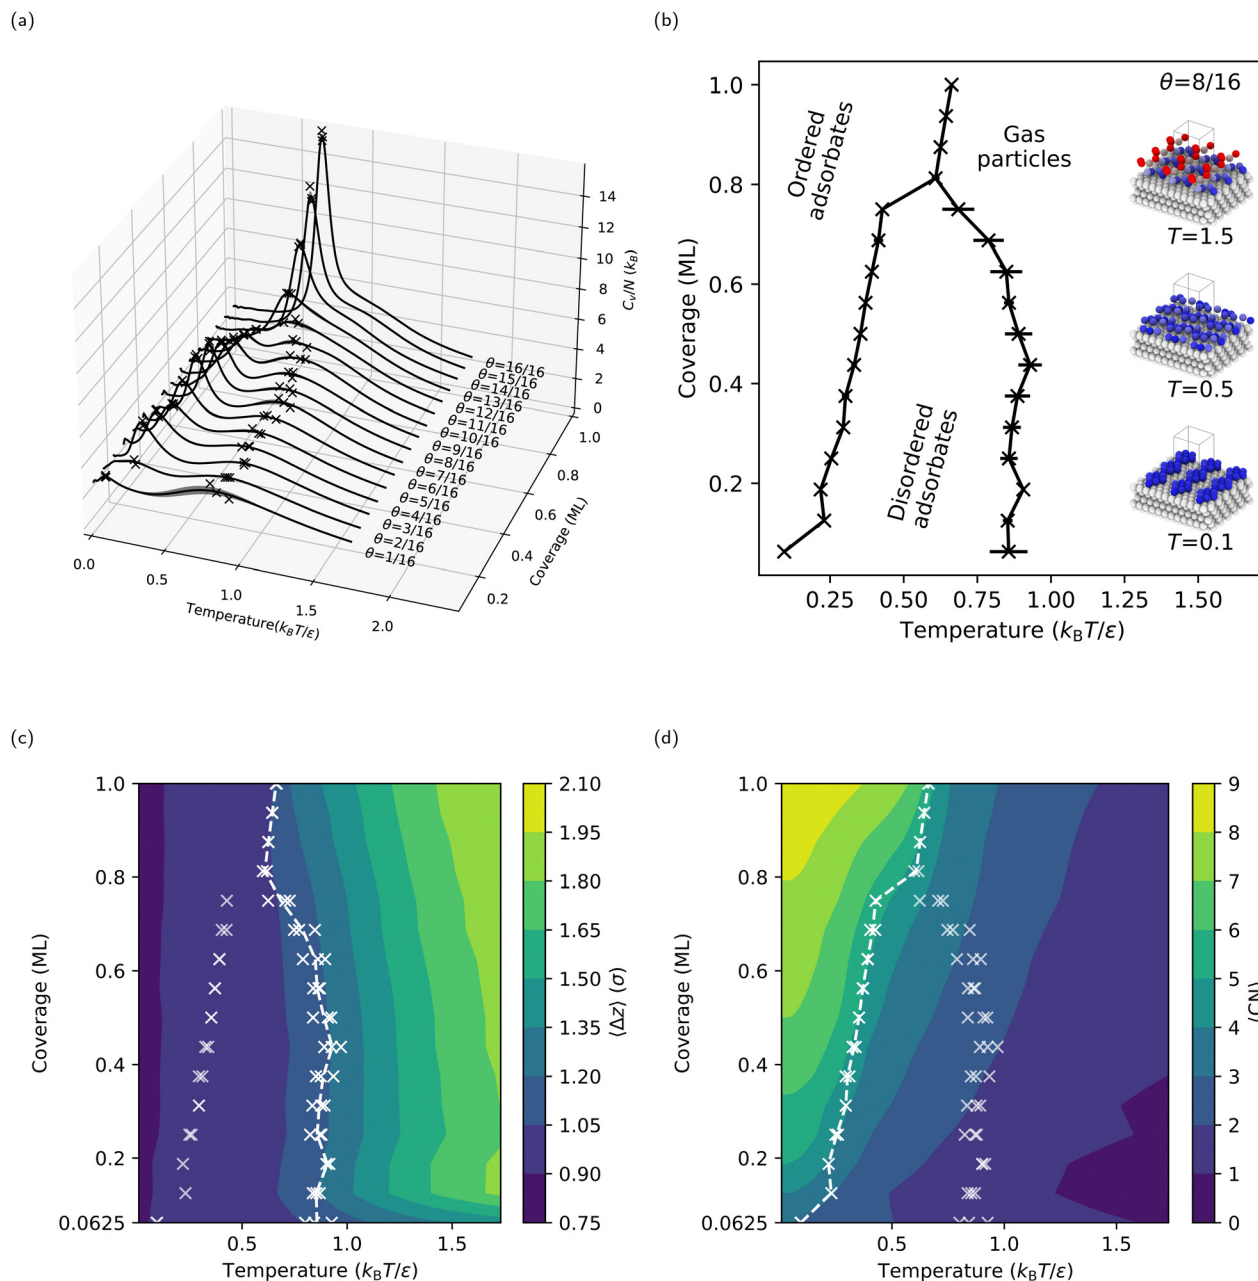 (a)
14
12
10
8
6
4
2
0
C_v/N (k_B)
θ=16/16
θ=15/16
θ=14/16
θ=13/16
θ=12/16
θ=11/16
θ=10/16
θ=9/16
θ=8/16
θ=7/16
θ=6/16
θ=5/16
θ=4/16
θ=3/16
θ=2/16
θ=1/16
1.0
0.8
0.6
0.4
0.2
Coverage (ML)
0.0
0.5
1.0
1.5
2.0
Temperature(k_BT/ε)
(b)
1.0
0.8
0.6
0.4
0.2
Coverage (ML)
Ordered
adsorbates
Gas
particles
Disordered
adsorbates
θ=8/16
T=1.5
T=0.5
T=0.1
0.25 0.50 0.75 1.00 1.25 1.50
Temperature (k_BT/ε)
(c)
1.0
0.8
0.6
0.4
0.2
0.0625
Coverage (ML)
0.5 1.0 1.5
Temperature (k_BT/ε)
2.10
1.95
1.80
1.65
1.50
1.35
1.20
1.05
0.90
0.75
⟨Δz⟩ (σ)
(d)
1.0
0.8
0.6
0.4
0.2
0.0625
Coverage (ML)
0.5 1.0 1.5
Temperature (k_BT/ε)
9
8
7
6
5
4
3
2
1
0